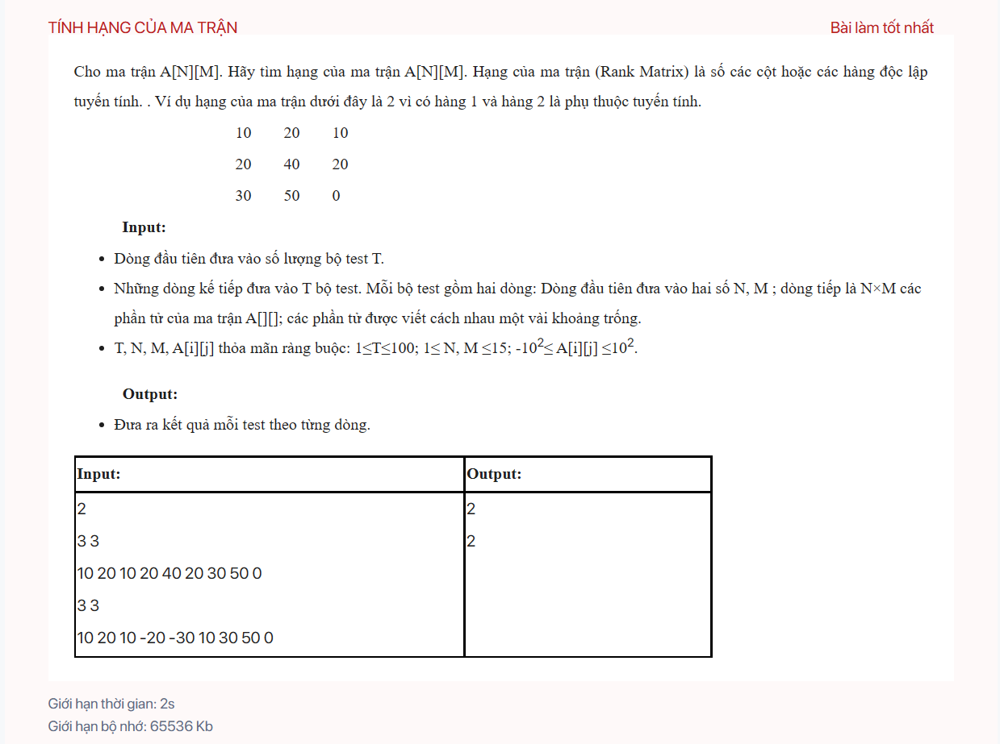 TÍNH HẠNG CỦA MA TRẬN
Bài làm tốt nhất
Cho ma trận A[N][M]. Hãy tìm hạng của ma trận A[N][M]. Hạng của ma trận (Rank Matrix) là số các cột hoặc các hàng độc lập
tuyến tính. . Ví dụ hạng của ma trận dưới đây là 2 vì có hàng 1 và hàng 2 là phụ thuộc tuyến tính.
10 20 10
20 40 20
30 50 0
Input:
• Dòng đầu tiên đưa vào số lượng bộ test T.
• Những dòng kế tiếp đưa vào T bộ test. Mỗi bộ test gồm hai dòng: Dòng đầu tiên đưa vào hai số N, M ; dòng tiếp là N×M các
phần tử của ma trận A[][]; các phần tử được viết cách nhau một vài khoảng trống.
• T, N, M, A[i][j] thỏa mãn ràng buộc: 1≤T≤100; 1≤ N, M ≤15; -10²≤ A[i][j] ≤10².
Output:
• Đưa ra kết quả mỗi test theo từng dòng.
Input: Output:
2 2
3 3 2
10 20 10 20 40 20 30 50 0
3 3
10 20 10 -20 -30 10 30 50 0
Giới hạn thời gian: 2s
Giới hạn bộ nhớ: 65536 Kb